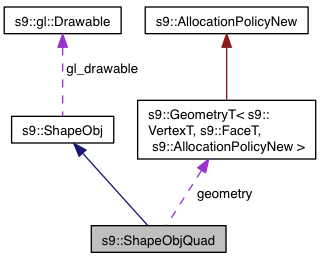 s9::gl::Drawable
s9::AllocationPolicyNew
gl_drawable
s9::ShapeObj
s9::GeometryT< s9::
VertexT, s9::FaceT,
s9::AllocationPolicyNew >
geometry
s9::ShapeObjQuad